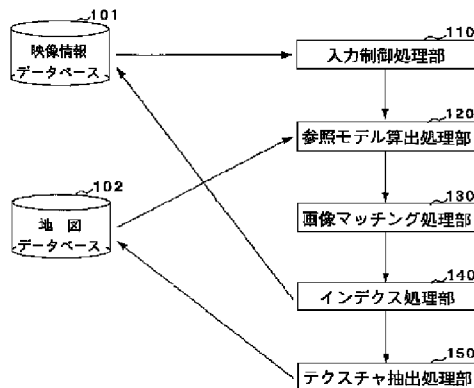 101
映像情報
データベース
110
入力制御処理部
120
参照モデル算出処理部
102
地 図
データベース
130
画像マッチング処理部
140
インデクス処理部
150
テクスチャ抽出処理部